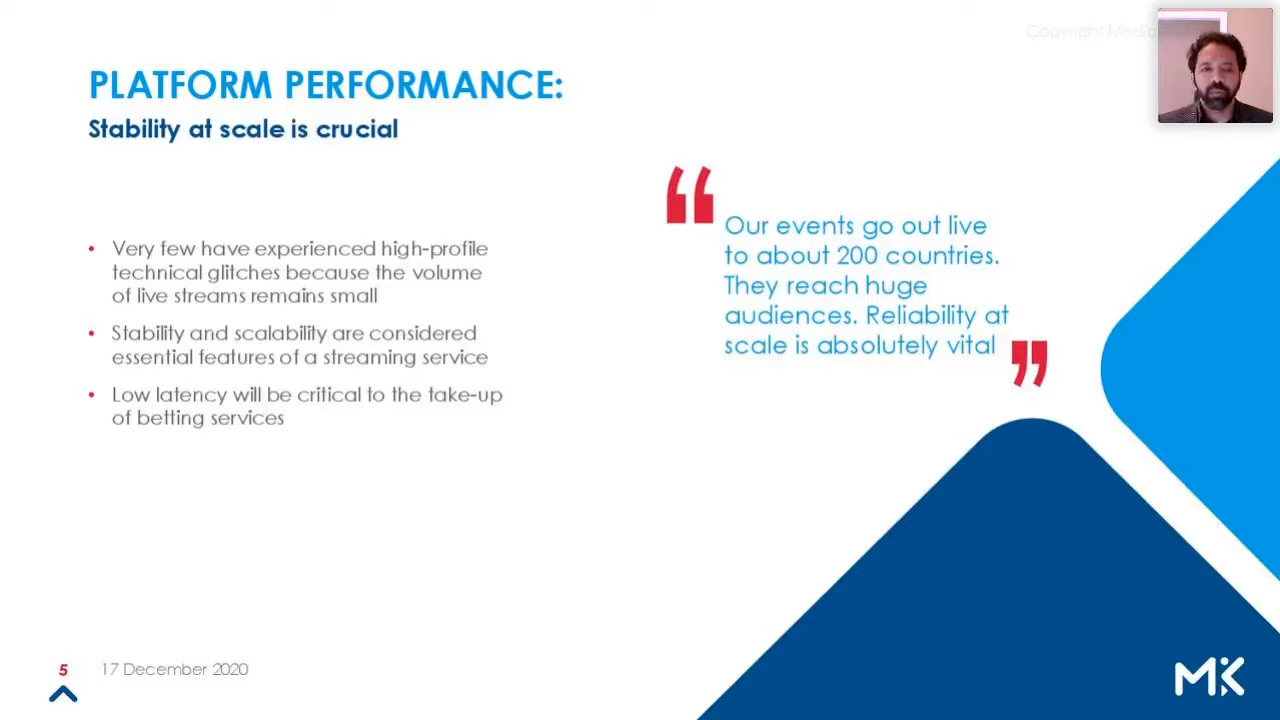 Copyright Media
PLATFORM PERFORMANCE:
Stability at scale is crucial
Our events go out live
to about 200 countries.
They reach huge
audiences. Reliability at
scale is absolutely vital
• Very few have experienced high-profile
technical glitches because the volume
of live streams remains small
• Stability and scalability are considered
essential features of a streaming service
• Low latency will be critical to the take-up
of betting services
5
17 December 2020
MK